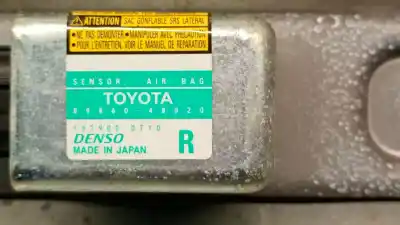 ATTENTION SAC GONFLABLE SRS LATERAL
•NE PAS DEMONTER •MANIPULER AVEC PRECAUTION
•POUR L'ENTRETIEN, VOIR LE MANUEL DE REPARATION
SENSOR AIR BAG
TOYOTA
89860 48020
DENSO
MADE IN JAPAN
R